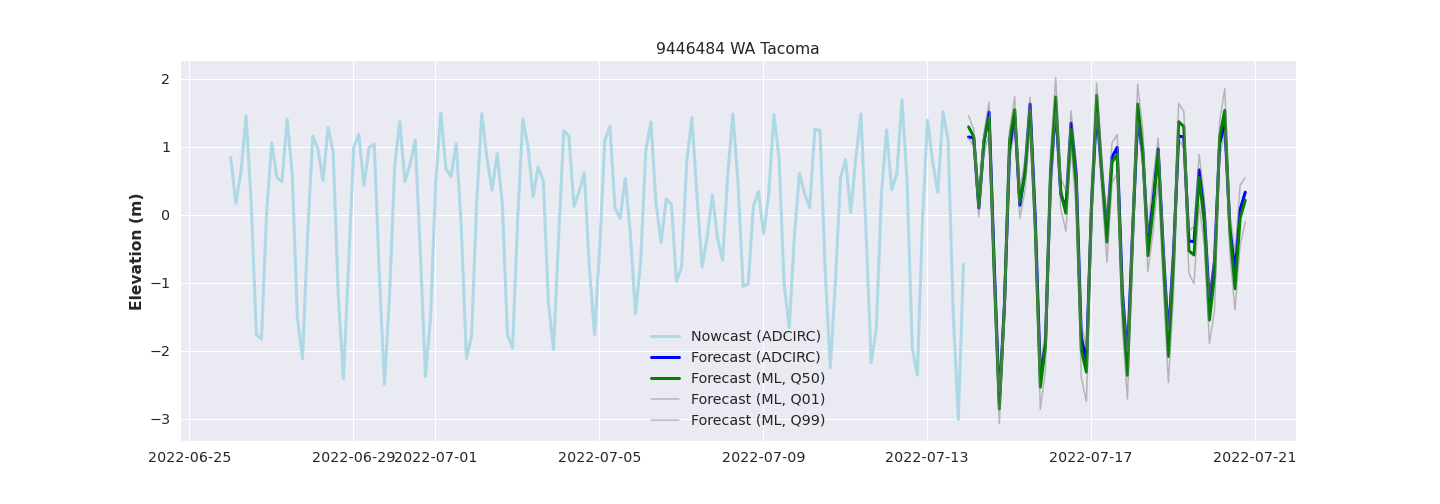 9446484 WA Tacoma
Elevation (m)
2
1
0
−1
−2
−3
Nowcast (ADCIRC)
Forecast (ADCIRC)
Forecast (ML, Q50)
Forecast (ML, Q01)
Forecast (ML, Q99)
2022-06-25 2022-06-29 2022-07-01 2022-07-05 2022-07-09 2022-07-13 2022-07-17 2022-07-21